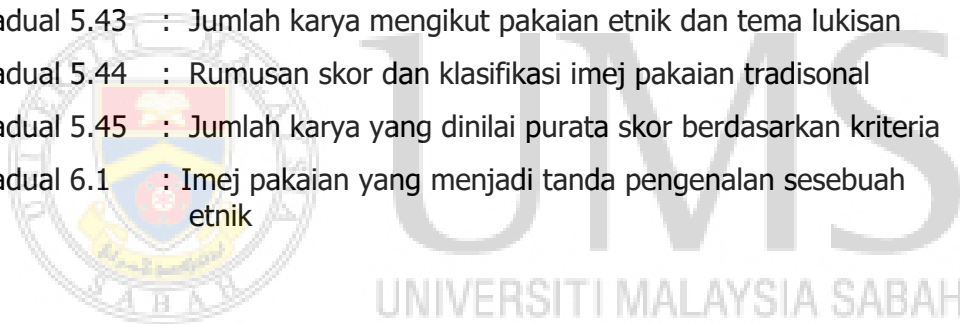 adual 5.43 : Jumlah karya mengikut pakaian etnik dan tema lukisan
adual 5.44 : Rumusan skor dan klasifikasi imej pakaian tradisonal
adual 5.45 : Jumlah karya yang dinilai purata skor berdasarkan kriteria
adual 6.1 : Imej pakaian yang menjadi tanda pengenalan sesebuah
etnik
UMS
UNIVERSITI MALAYSIA SABAH